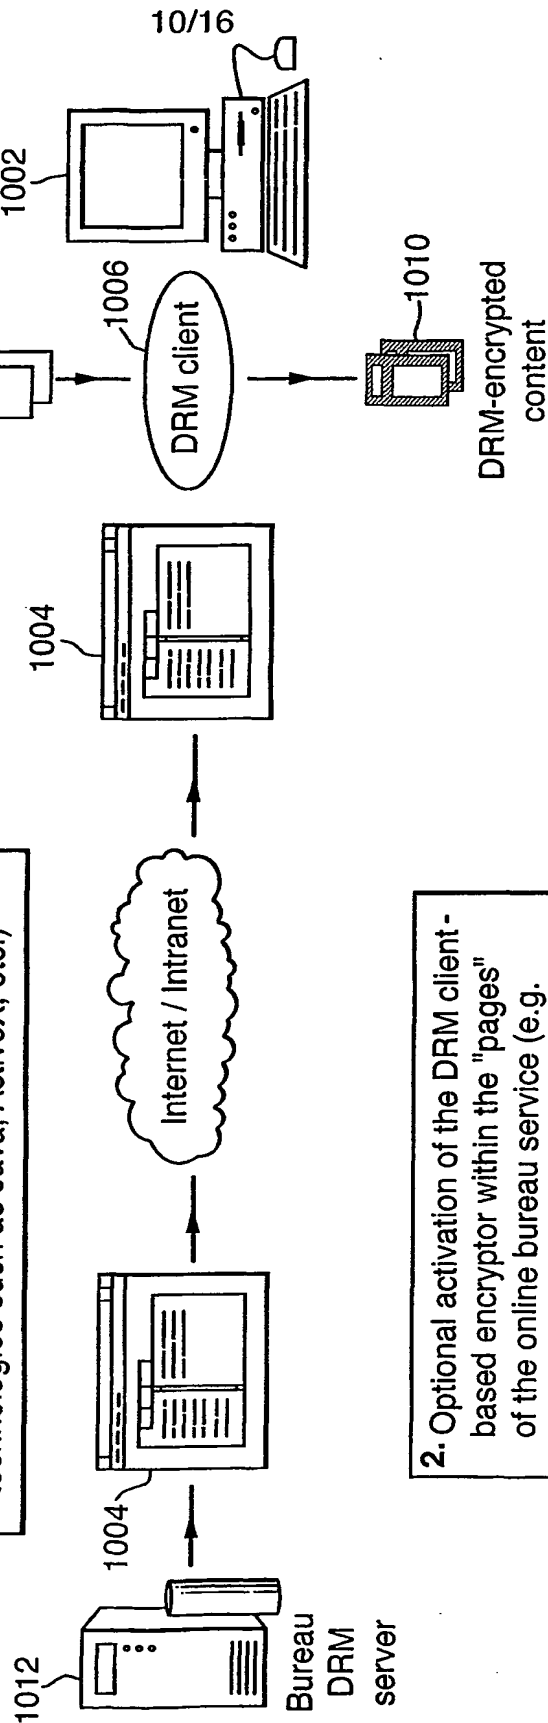 10/16
technologies such as Java, ActiveX, etc.)
1012
Bureau
DRM
server
1004
Internet / Intranet
1004
1006
DRM client
1002
1010
DRM-encrypted
content
2. Optional activation of the DRM client-
based encryptor within the "pages"
of the online bureau service (e.g.